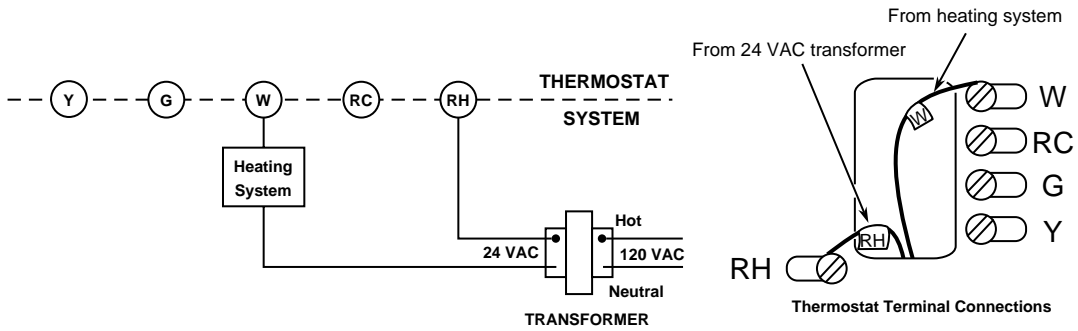 From heating system
From 24 VAC transformer
THERMOSTAT
Y G W RC RH
SYSTEM
Heating
System
Hot
24 VAC 120 VAC
Neutral
TRANSFORMER
W
W
RC
G
Y
RH
RH
Thermostat Terminal Connections